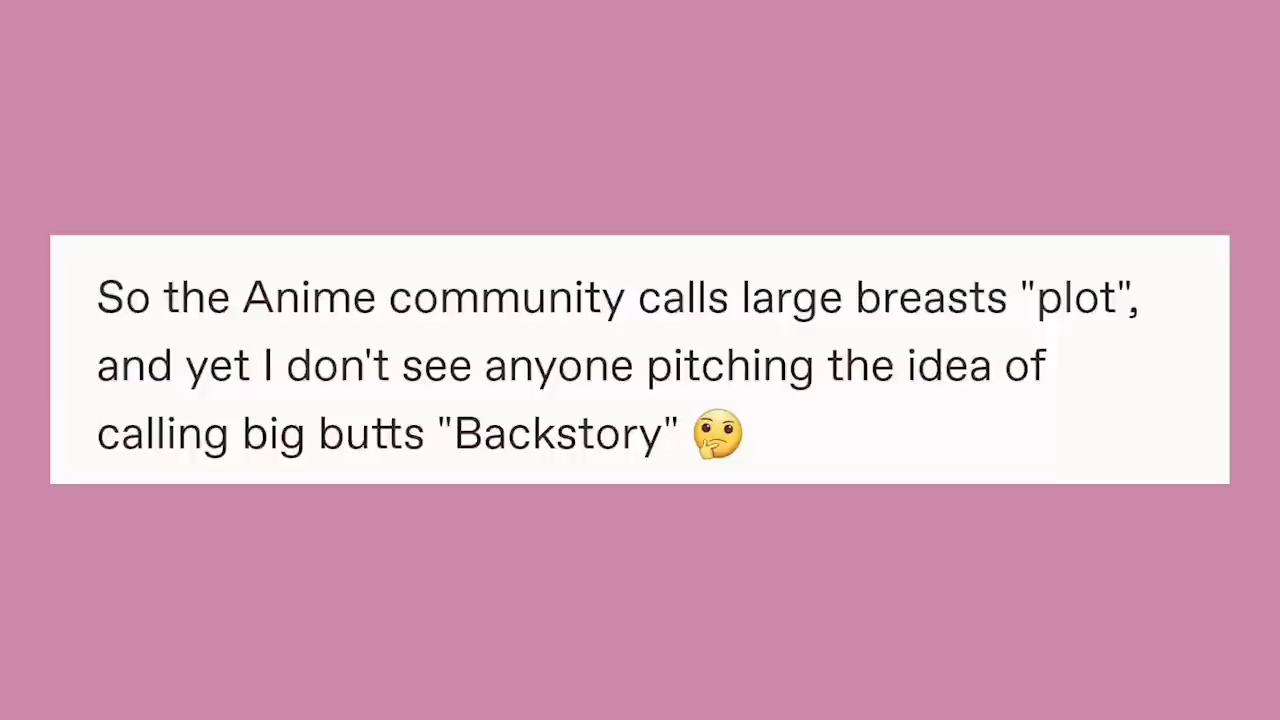 So the Anime community calls large breasts "plot",
and yet I don't see anyone pitching the idea of
calling big butts "Backstory" 🤔